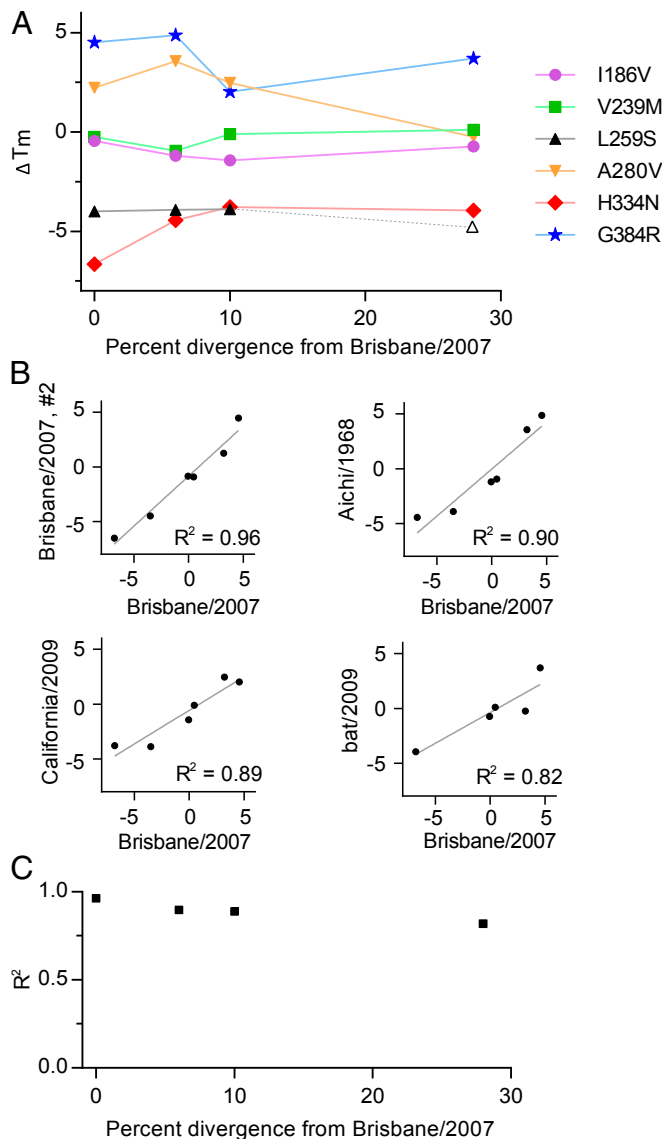 A
5
0
-5
ΔTm
0
10
20
30
Percent divergence from Brisbane/2007
I186V
V239M
L259S
A280V
H334N
G384R
B
Brisbane/2007, #2
5
0
-5
R² = 0.96
-5
0
5
Brisbane/2007
Aichi/1968
5
0
-5
R² = 0.90
-5
0
5
Brisbane/2007
California/2009
5
0
-5
R² = 0.89
-5
0
5
Brisbane/2007
bat/2009
5
0
-5
R² = 0.82
-5
0
5
Brisbane/2007
C
1.0
0.5
0.0
R²
0
10
20
30
Percent divergence from Brisbane/2007